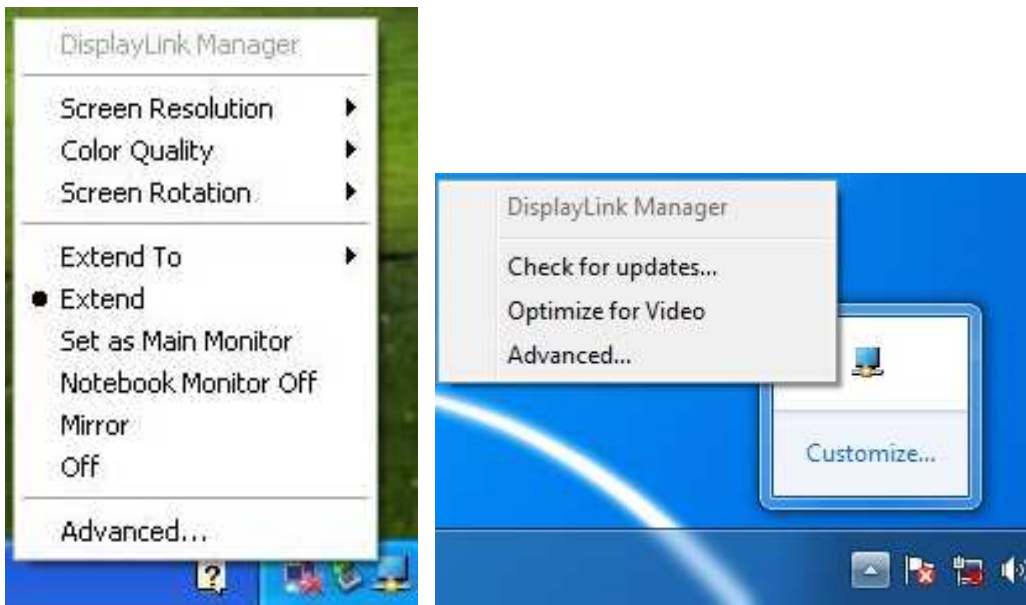 DisplayLink Manager
Screen Resolution
Color Quality
Screen Rotation
Extend To
Extend
Set as Main Monitor
Notebook Monitor Off
Mirror
Off
Advanced...
?
DisplayLink Manager
Check for updates...
Optimize for Video
Advanced...
Customize...